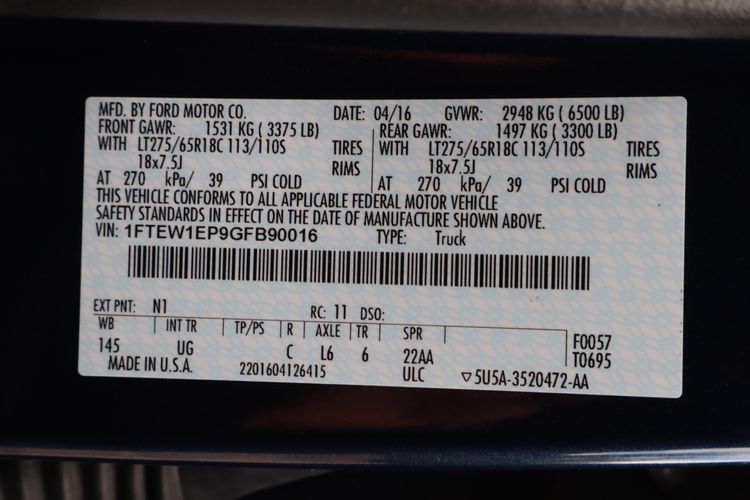 MFD. BY FORD MOTOR CO. DATE: 04/16 GVWR: 2948 KG ( 6500 LB)
FRONT GAWR: 1531 KG ( 3375 LB) REAR GAWR: 1497 KG ( 3300 LB)
WITH LT275/65R18C 113/110S TIRES WITH LT275/65R18C 113/110S TIRES
18x7.5J RIMS 18x7.5J RIMS
AT 270 kPa/ 39 PSI COLD AT 270 kPa/ 39 PSI COLD
THIS VEHICLE CONFORMS TO ALL APPLICABLE FEDERAL MOTOR VEHICLE
SAFETY STANDARDS IN EFFECT ON THE DATE OF MANUFACTURE SHOWN ABOVE.
VIN: 1FTEW1EP9GFB90016 TYPE: Truck
EXT PNT: N1 RC: 11 DSO:
WB INT TR TP/PS R AXLE TR SPR F0057
145 UG C L6 6 22AA T0695
MADE IN U.S.A. 2201604126415 ULC ▽5U5A-3520472-AA